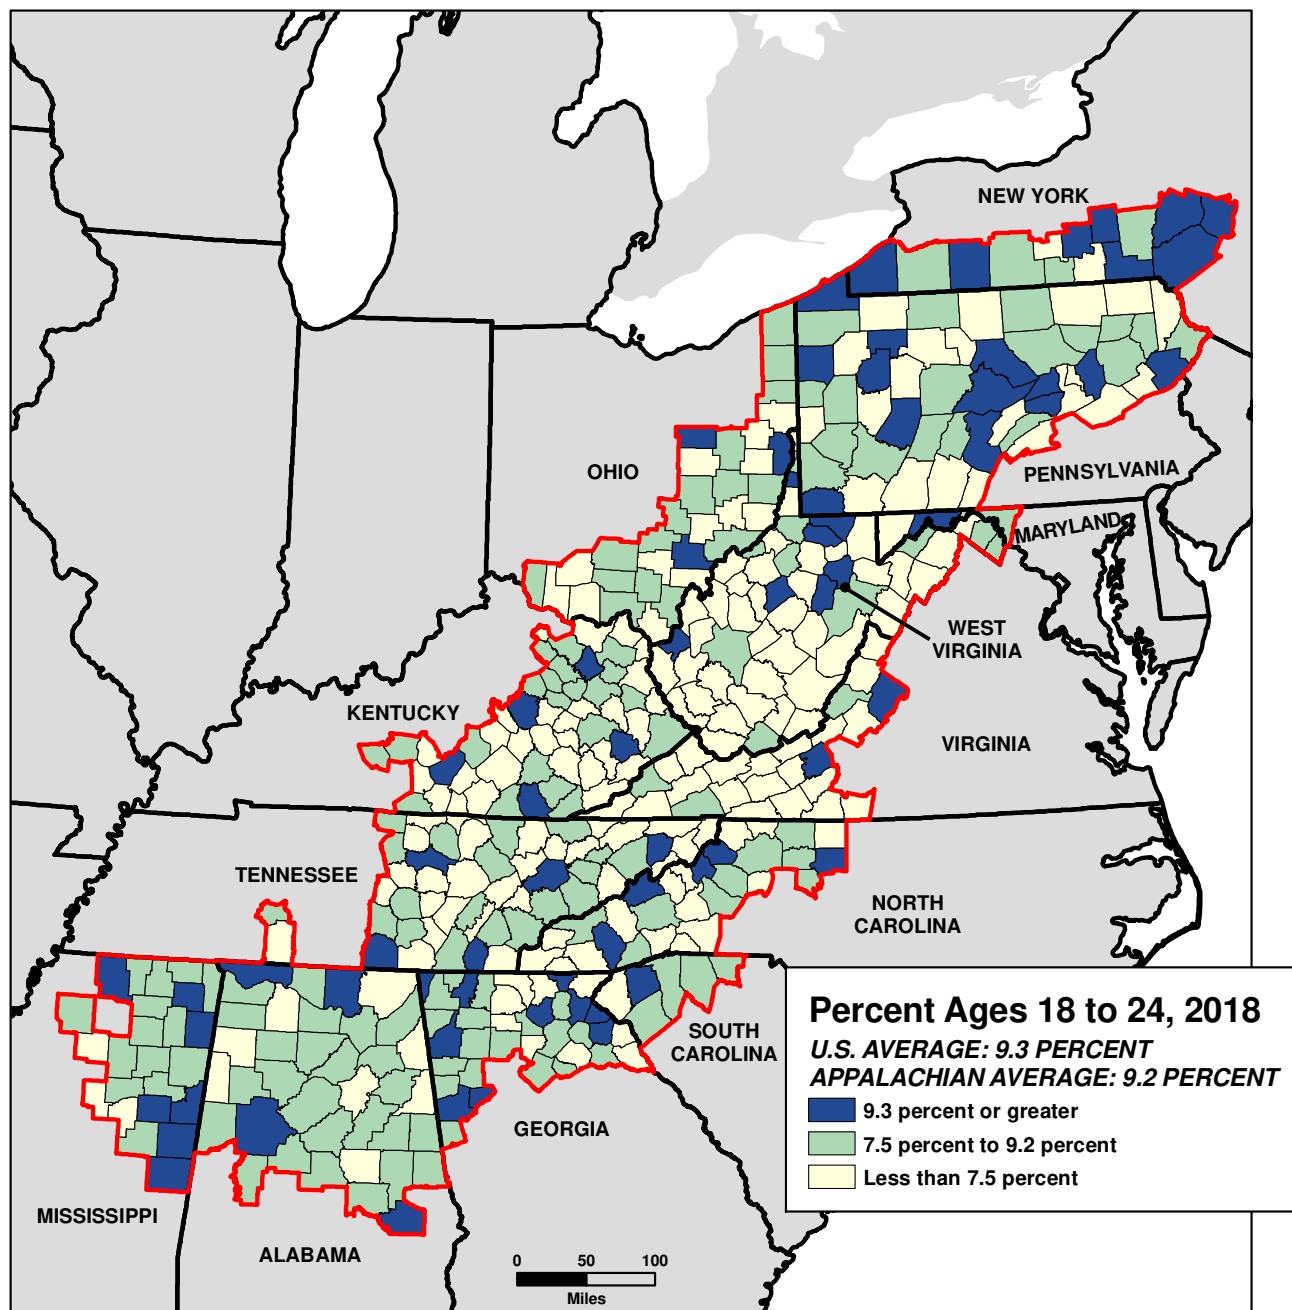 NEW YORK
OHIO
PENNSYLVANIA
MARYLAND
WEST
VIRGINIA
KENTUCKY
VIRGINIA
TENNESSEE
NORTH
CAROLINA
SOUTH
CAROLINA
GEORGIA
MISSISSIPPI
ALABAMA
0 50 100
Miles
Percent Ages 18 to 24, 2018
U.S. AVERAGE: 9.3 PERCENT
APPALACHIAN AVERAGE: 9.2 PERCENT
9.3 percent or greater
7.5 percent to 9.2 percent
Less than 7.5 percent